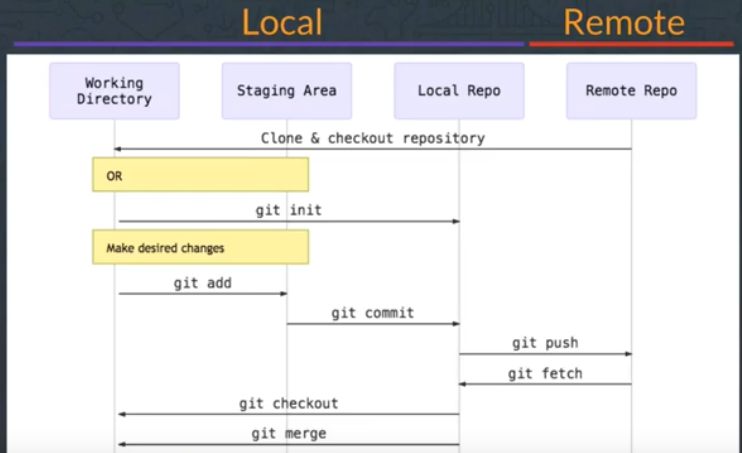 Local
Remote
Working
Directory
Staging Area
Local Repo
Remote Repo
Clone & checkout repository
OR
git init
Make desired changes
git add
git commit
git push
git fetch
git checkout
git merge